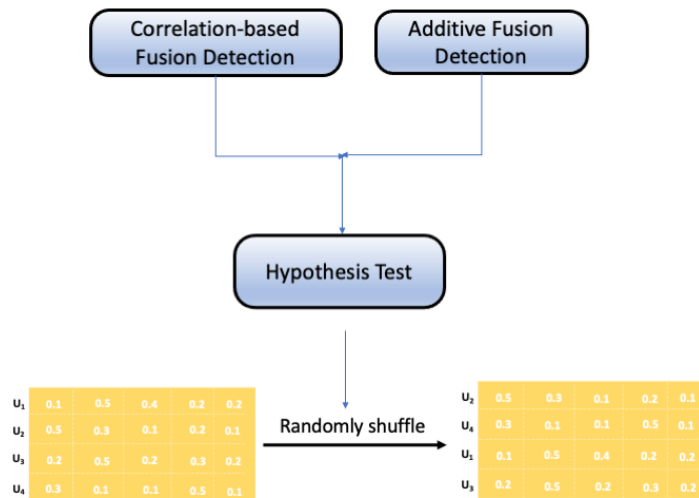 Correlation-based
Fusion Detection
Additive Fusion
Detection
Hypothesis Test
Randomly shuffle
U₁ 0.1 0.5 0.4 0.2 0.2
U₂ 0.5 0.3 0.1 0.2 0.1
U₃ 0.2 0.5 0.2 0.3 0.2
U₄ 0.3 0.1 0.1 0.5 0.1
U₂ 0.5 0.3 0.1 0.2 0.1
U₄ 0.3 0.1 0.1 0.5 0.1
U₁ 0.1 0.5 0.4 0.2 0.2
U₃ 0.2 0.5 0.2 0.3 0.2